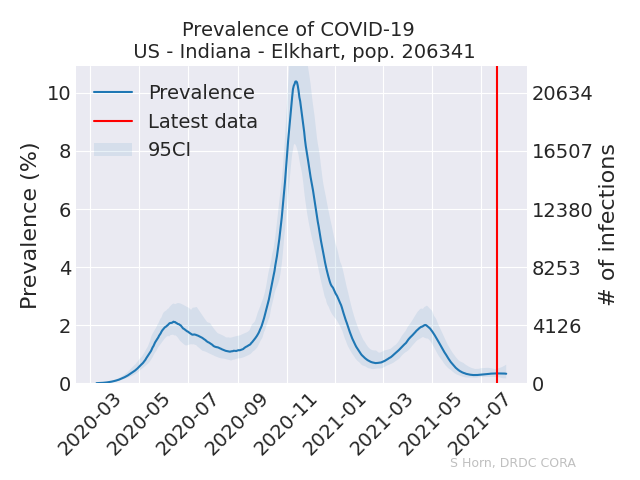 Prevalence of COVID-19
US - Indiana - Elkhart, pop. 206341
Prevalence
Latest data
95CI
Prevalence (%)
10
8
6
4
2
0
20634
16507
12380
8253
4126
0
# of infections
2020-03
2020-05
2020-07
2020-09
2020-11
2021-01
2021-03
2021-05
2021-07
S Horn, DRDC CORA